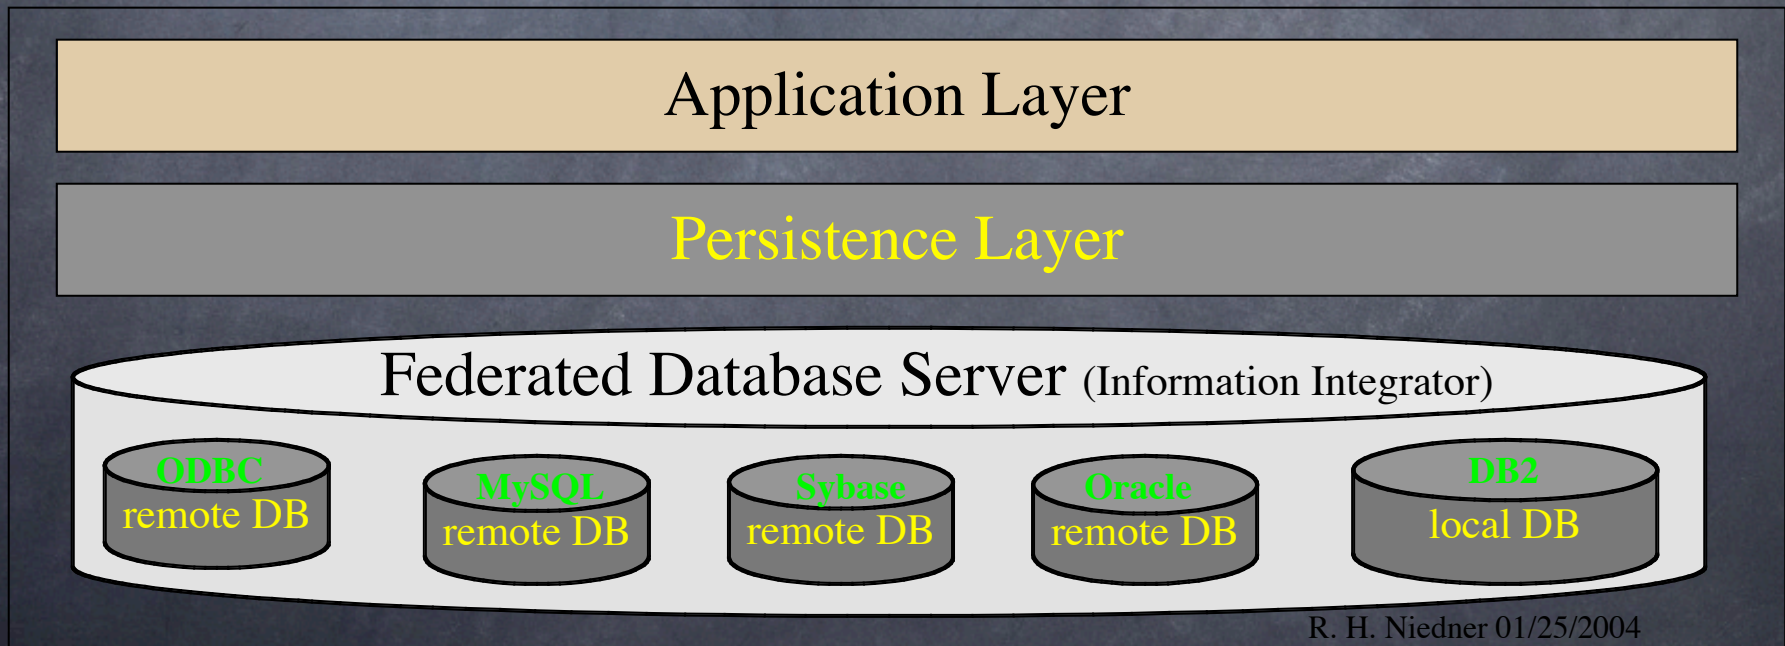 Application Layer
Persistence Layer
Federated Database Server (Information Integrator)
ODBC
remote DB
MySQL
remote DB
Sybase
remote DB
Oracle
remote DB
DB2
local DB
R. H. Niedner 01/25/2004